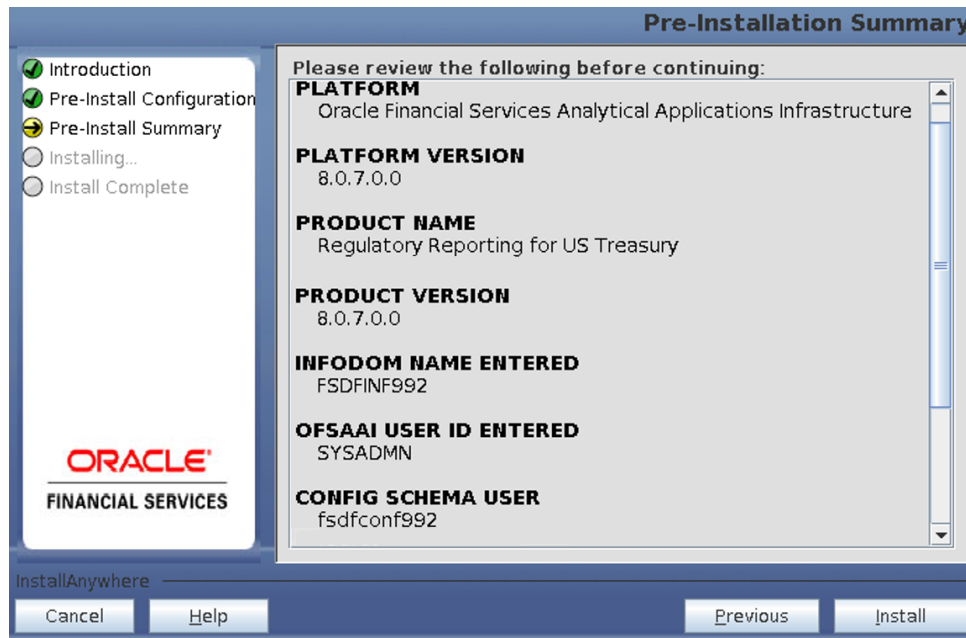 Pre-Installation Summary
Introduction
Pre-Install Configuration
Pre-Install Summary
Installing...
Install Complete
ORACLE'
FINANCIAL SERVICES
Please review the following before continuing:
PLATFORM
Oracle Financial Services Analytical Applications Infrastructure
PLATFORM VERSION
8.0.7.0.0
PRODUCT NAME
Regulatory Reporting for US Treasury
PRODUCT VERSION
8.0.7.0.0
INFODOM NAME ENTERED
FSDFINF992
OFSAAI USER ID ENTERED
SYSADMN
CONFIG SCHEMA USER
fsdfconf992
InstallAnywhere
Cancel
Help
Previous
Install